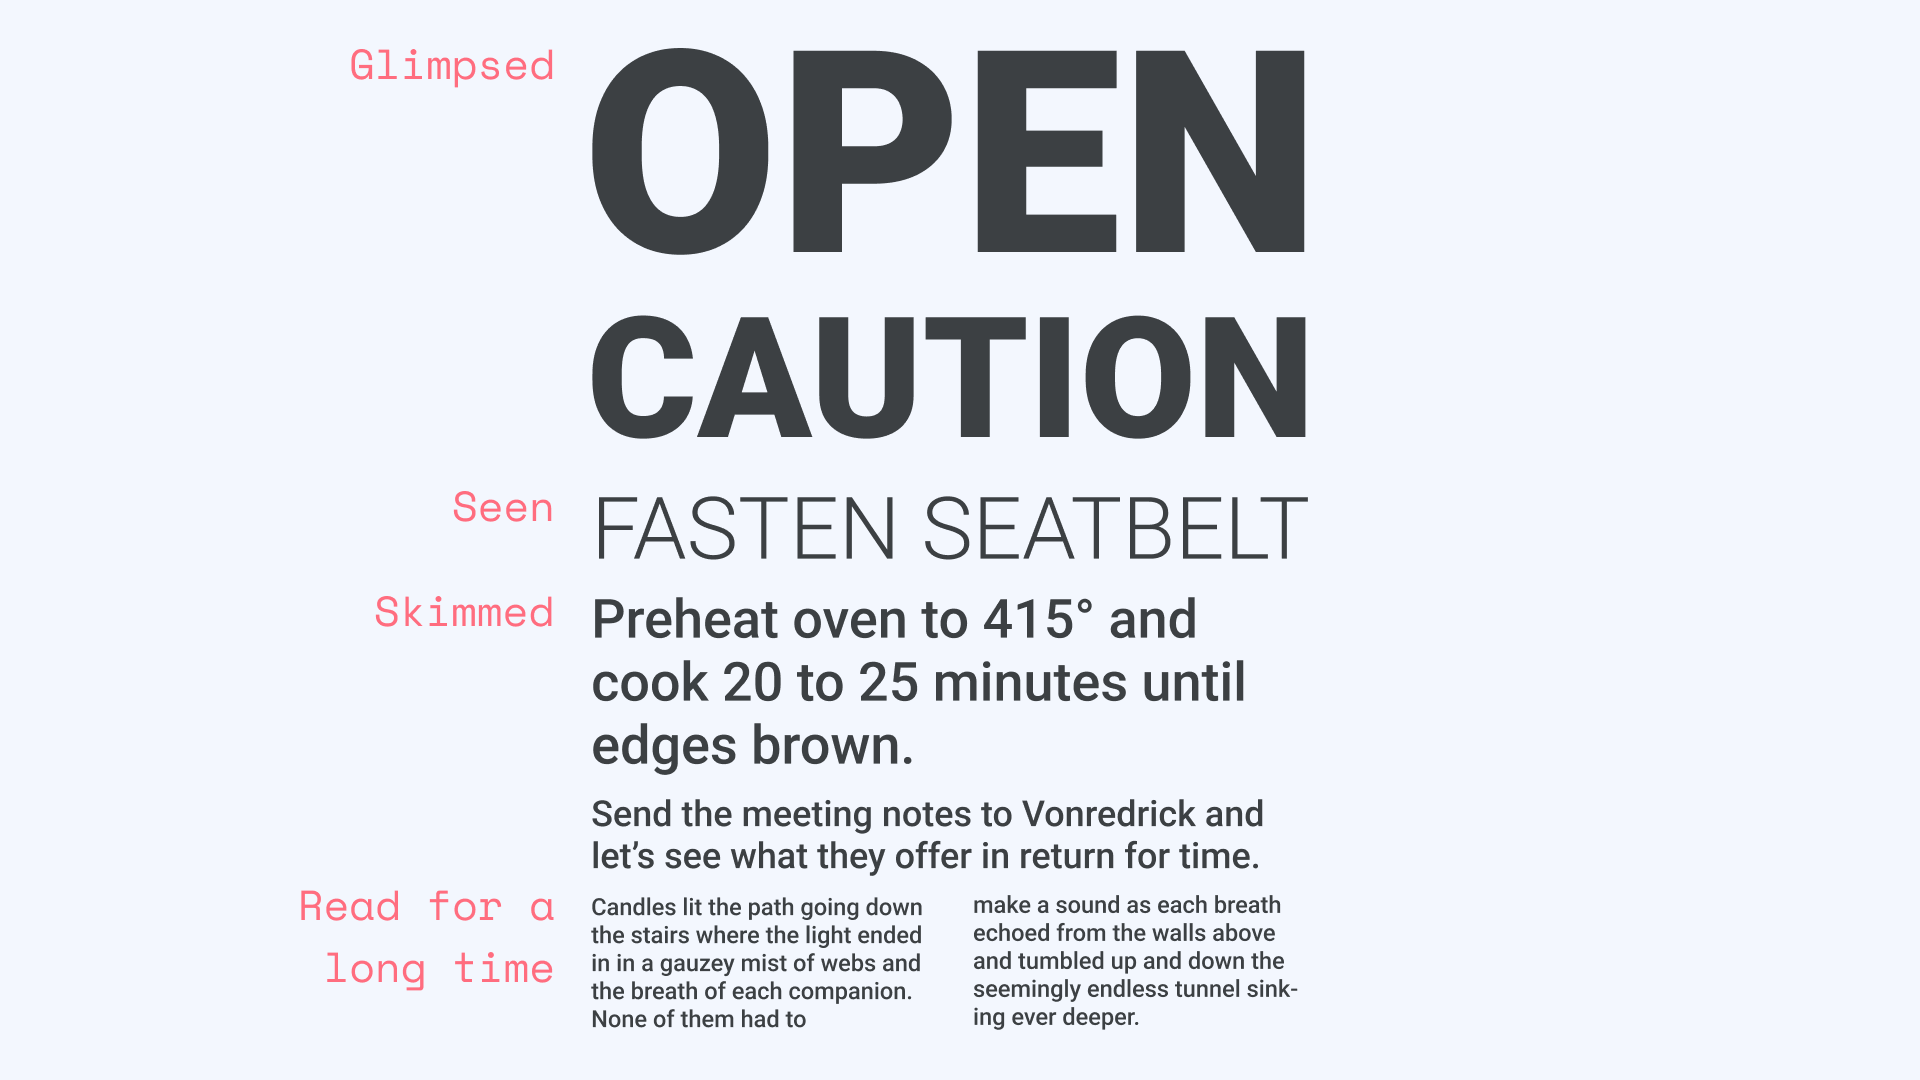 Glimpsed
OPEN
CAUTION
Seen
FASTEN SEATBELT
Skimmed
Preheat oven to 415° and
cook 20 to 25 minutes until
edges brown.
Send the meeting notes to Vonredrick and
let’s see what they offer in return for time.
Read for a
long time
Candles lit the path going down
the stairs where the light ended
in in a gauzey mist of webs and
the breath of each companion.
None of them had to
make a sound as each breath
echoed from the walls above
and tumbled up and down the
seemingly endless tunnel sink-
ing ever deeper.